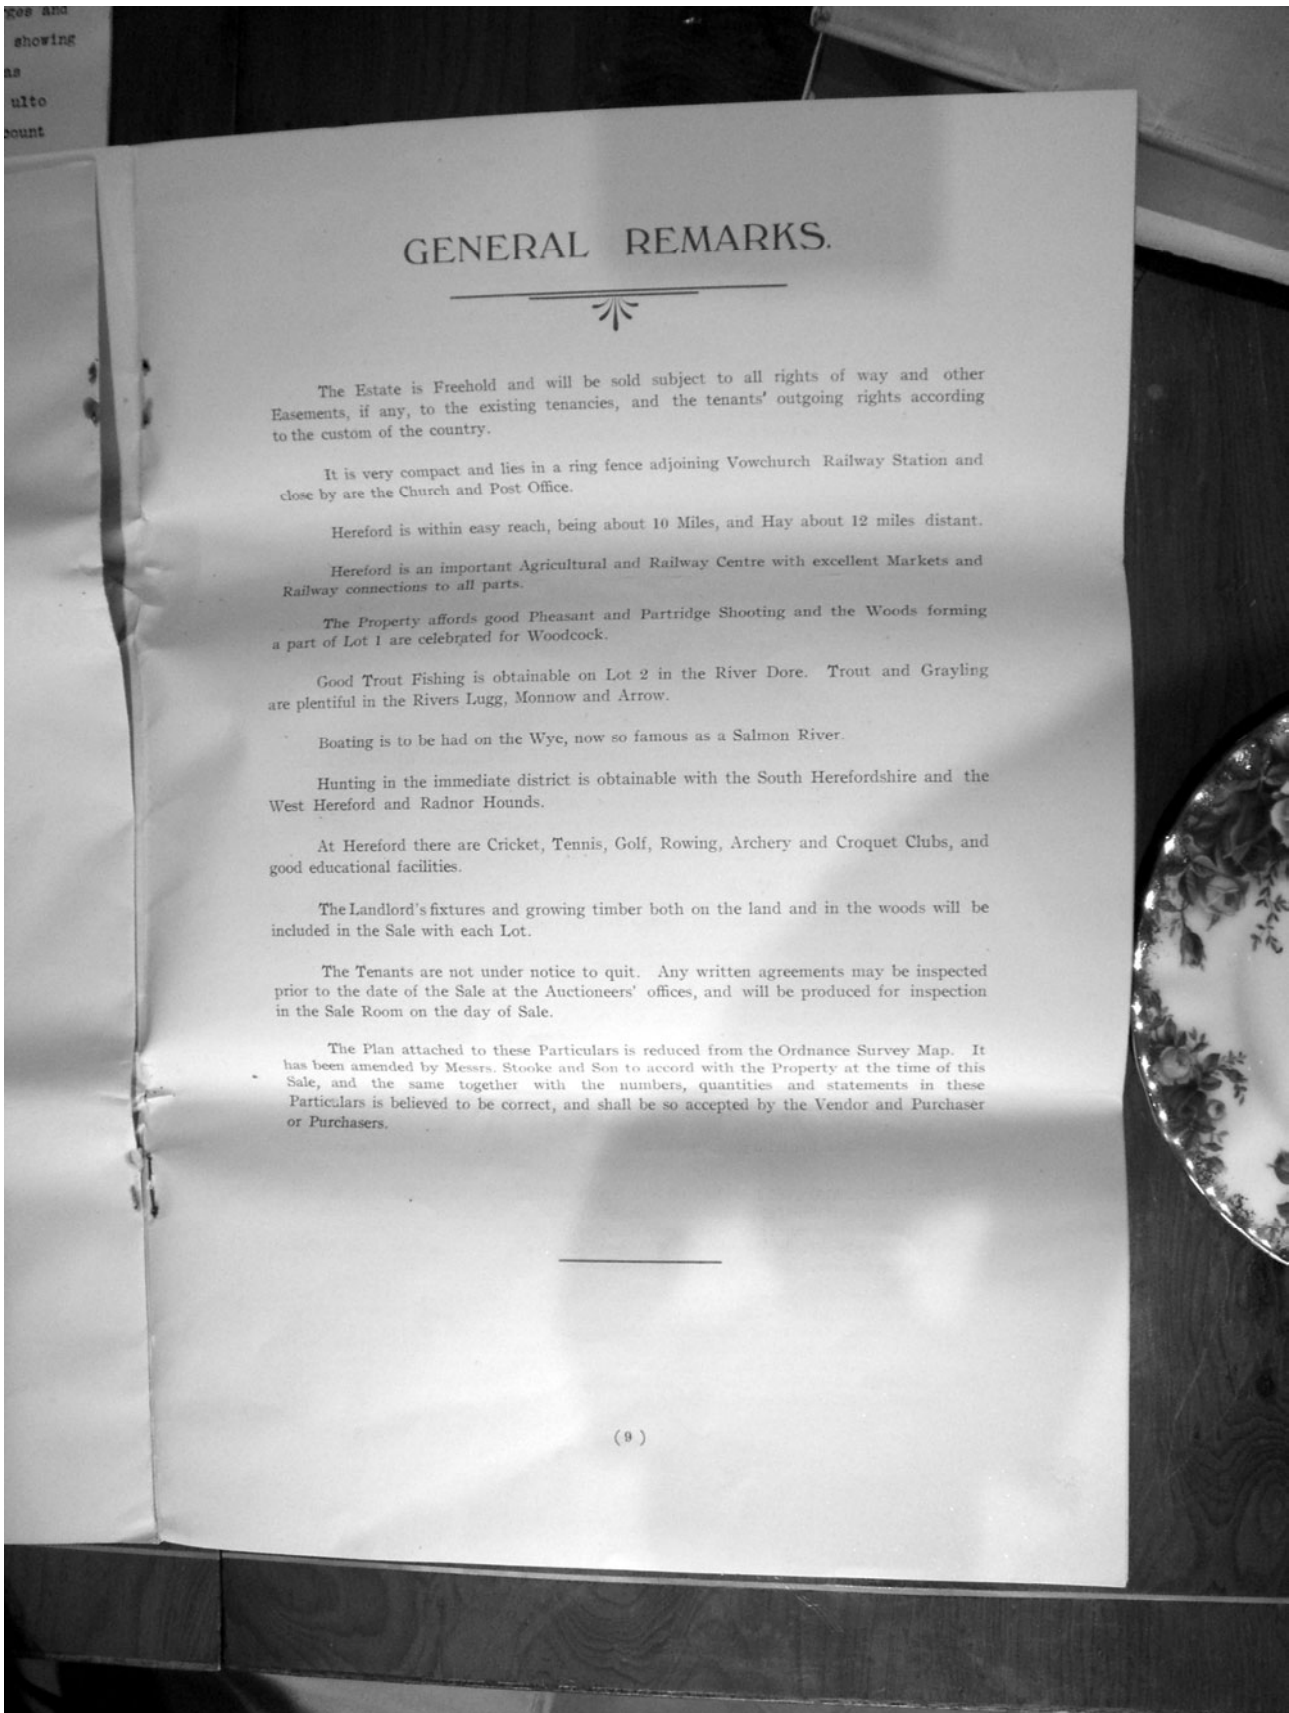 ges and
showing
as
ulto
count
GENERAL REMARKS.
The Estate is Freehold and will be sold subject to all rights of way and other
Easements, if any, to the existing tenancies, and the tenants' outgoing rights according
to the custom of the country.
It is very compact and lies in a ring fence adjoining Vowchurch Railway Station and
close by are the Church and Post Office.
Hereford is within easy reach, being about 10 Miles, and Hay about 12 miles distant.
Hereford is an important Agricultural and Railway Centre with excellent Markets and
Railway connections to all parts.
The Property affords good Pheasant and Partridge Shooting and the Woods forming
a part of Lot 1 are celebrated for Woodcock.
Good Trout Fishing is obtainable on Lot 2 in the River Dore. Trout and Grayling
are plentiful in the Rivers Lugg, Monnow and Arrow.
Boating is to be had on the Wye, now so famous as a Salmon River.
Hunting in the immediate district is obtainable with the South Herefordshire and the
West Hereford and Radnor Hounds.
At Hereford there are Cricket, Tennis, Golf, Rowing, Archery and Croquet Clubs, and
good educational facilities.
The Landlord's fixtures and growing timber both on the land and in the woods will be
included in the Sale with each Lot.
The Tenants are not under notice to quit. Any written agreements may be inspected
prior to the date of the Sale at the Auctioneers' offices, and will be produced for inspection
in the Sale Room on the day of Sale.
The Plan attached to these Particulars is reduced from the Ordnance Survey Map. It
has been amended by Messrs. Stooke and Son to accord with the Property at the time of this
Sale, and the same together with the numbers, quantities and statements in these
Particulars is believed to be correct, and shall be so accepted by the Vendor and Purchaser
or Purchasers.
( 9 )